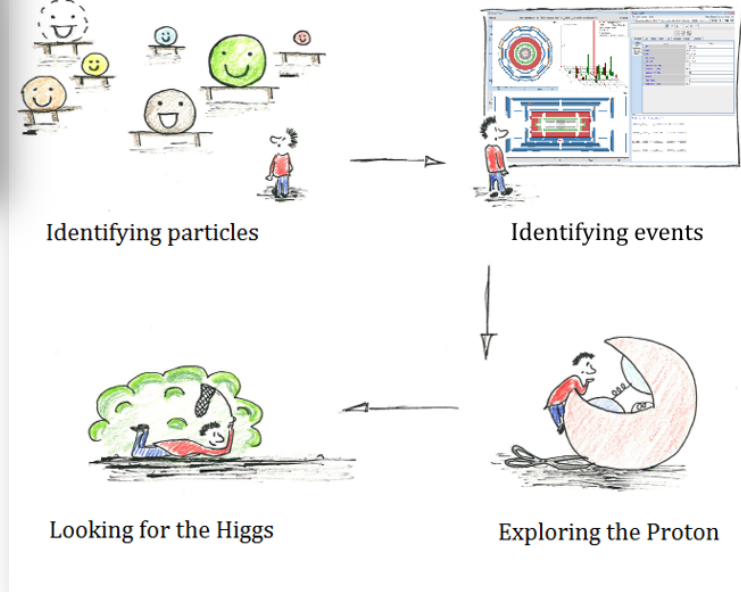 Identifying particles
Identifying events
Looking for the Higgs
Exploring the Proton